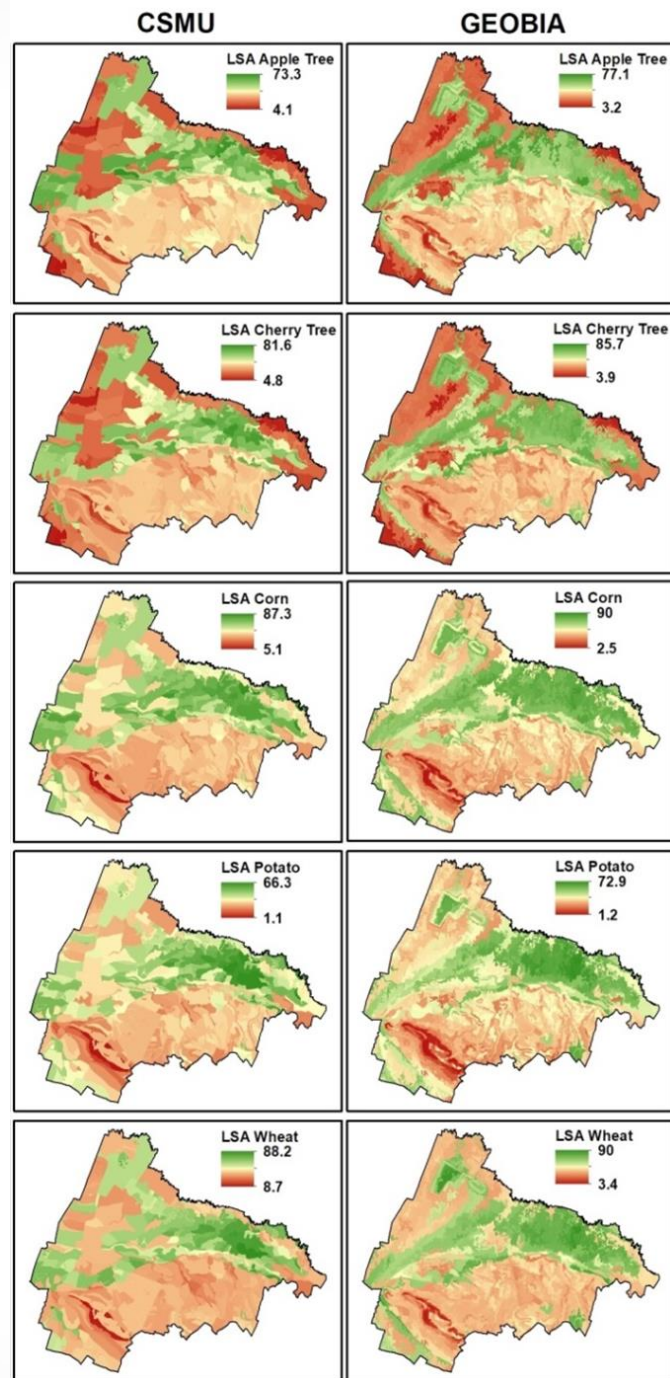 CSMU
GEOBIA
LSA Apple Tree
73.3
4.1
LSA Apple Tree
77.1
3.2
LSA Cherry Tree
81.6
4.8
LSA Cherry Tree
85.7
3.9
LSA Corn
87.3
5.1
LSA Corn
90
2.5
LSA Potato
66.3
1.1
LSA Potato
72.9
1.2
LSA Wheat
88.2
8.7
LSA Wheat
90
3.4